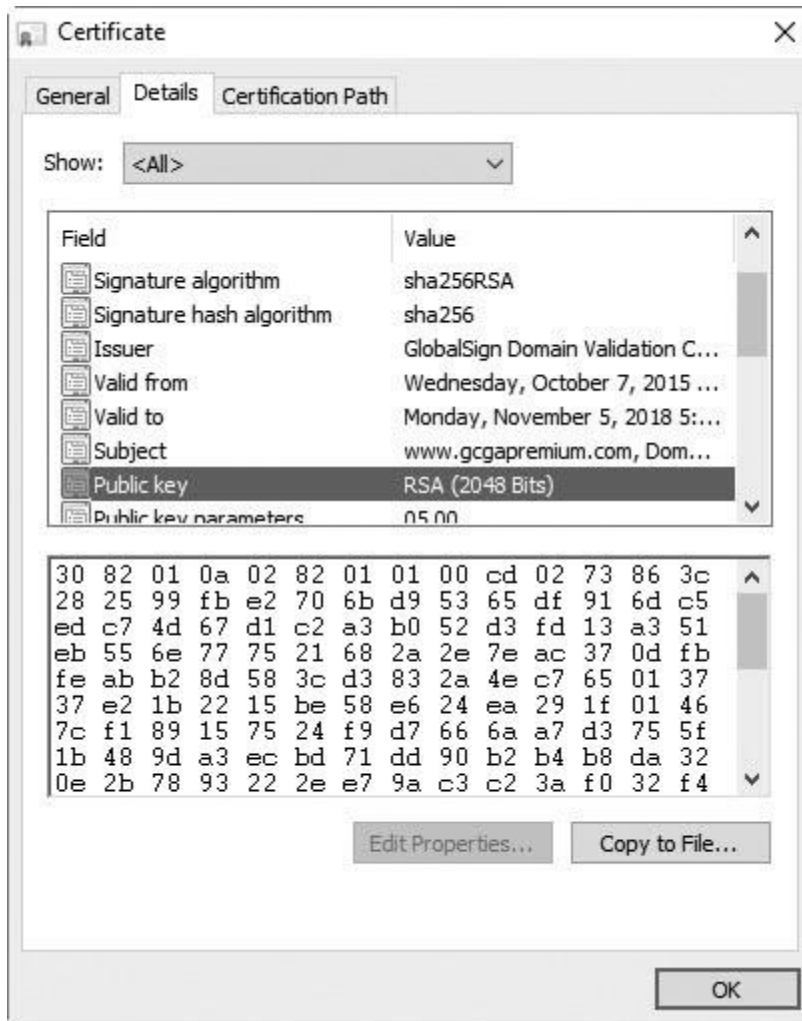 Certificate
General Details Certification Path
Show: <All>
Field Value
Signature algorithm sha256RSA
Signature hash algorithm sha256
Issuer GlobalSign Domain Validation C...
Valid from Wednesday, October 7, 2015 ...
Valid to Monday, November 5, 2018 5:...
Subject www.gcgapremium.com, Dom...
Public key RSA (2048 Bits)
Public key parameters 05 00
30 82 01 0a 02 82 01 01 00 cd 02 73 86 3c
28 25 99 fb e2 70 6b d9 53 65 df 91 6d c5
ed c7 4d 67 d1 c2 a3 b0 52 d3 fd 13 a3 51
eb 55 6e 77 75 21 68 2a 2e 7e ac 37 0d fb
fe ab b2 8d 58 3c d3 83 2a 4e c7 65 01 37
37 e2 1b 22 15 be 58 e6 24 ea 29 1f 01 46
7c f1 89 15 75 24 f9 d7 66 6a a7 d3 75 5f
1b 48 9d a3 ec bd 71 dd 90 b2 b4 b8 da 32
0e 2b 78 93 22 2e e7 9a c3 c2 3a f0 32 f4
Edit Properties... Copy to File...
OK